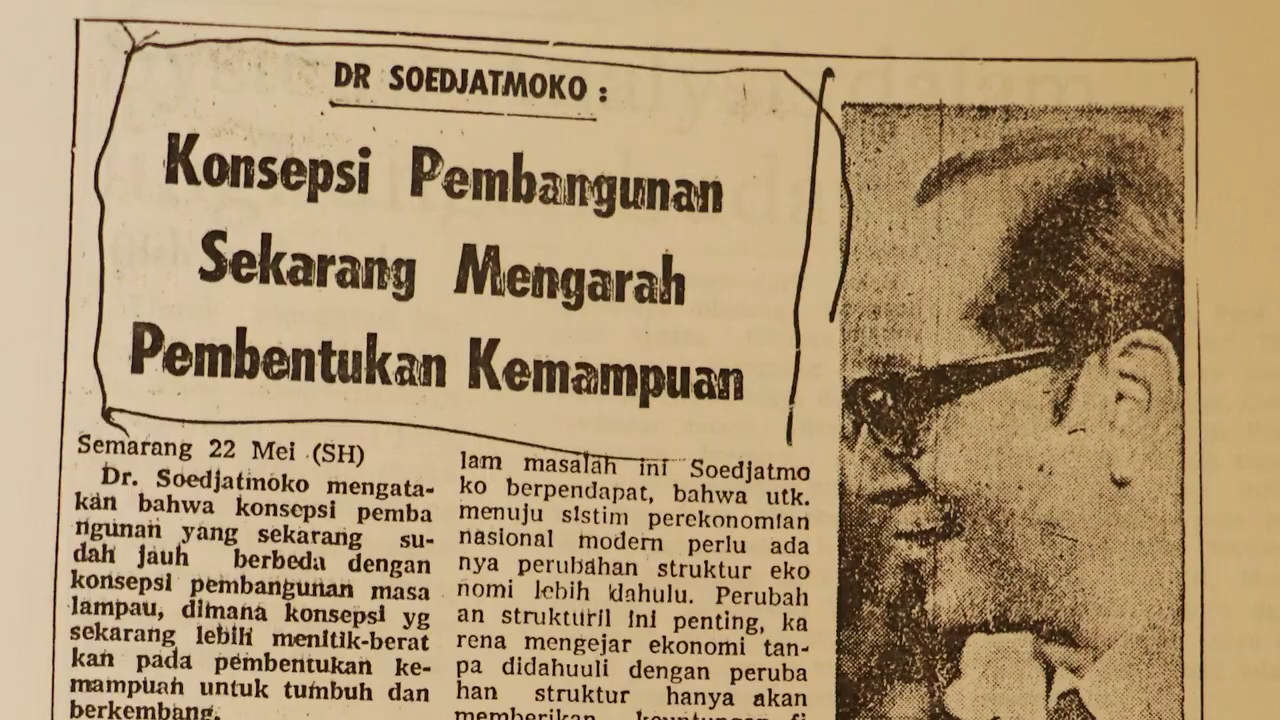 DR SOEDJATMOKO :
Konsepsi Pembangunan
Sekarang Mengarah
Pembentukan Kemampuan
Semarang 22 Mei (SH)
Dr. Soedjatmoko mengata-
kan bahwa konsepsi pemba
ngunan yang sekarang su-
dah jauh berbeda dengan
konsepsi pembangunan masa
lampau, dimana konsepsi yg
sekarang lebih menitik-berat
kan pada pembentukan ke-
mampuan untuk tumbuh dan
berkembang.
lam masalah ini Soedjatmo
ko berpendapat, bahwa utk.
menuju sistim perekonomian
nasional modern perlu ada
nya perubahan struktur eko
nomi lebih dahulu. Perubah
an strukturil ini penting, ka
rena mengejar ekonomi tan-
pa didahuuli dengan peruba
han struktur hanya akan
memberikan